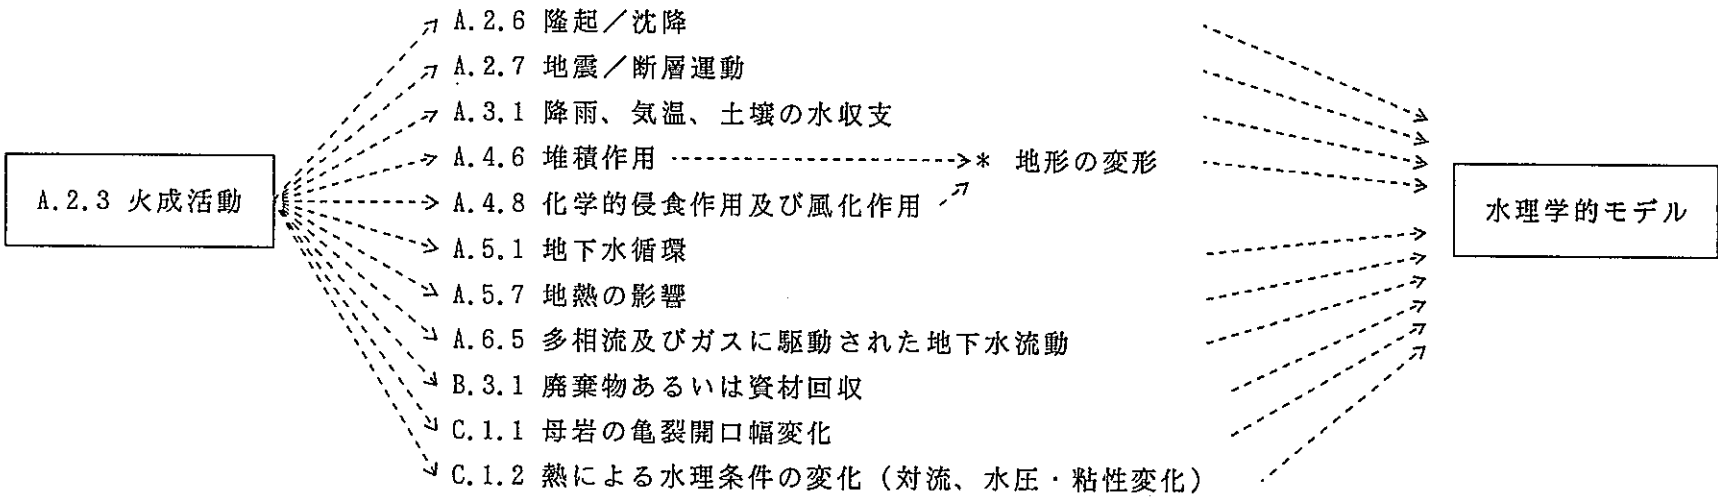 A.2.6 隆起／沈降
A.2.7 地震／断層運動
A.3.1 降雨、気温、土壌の水収支
A.4.6 堆積作用
* 地形の変形
A.2.3 火成活動
A.4.8 化学的侵食作用及び風化作用
水理学的モデル
A.5.1 地下水循環
A.5.7 地熱の影響
A.6.5 多相流及びガスに駆動された地下水流動
B.3.1 廃棄物あるいは資材回収
C.1.1 母岩の亀裂開口幅変化
C.1.2 熱による水理条件の変化（対流、水圧・粘性変化）